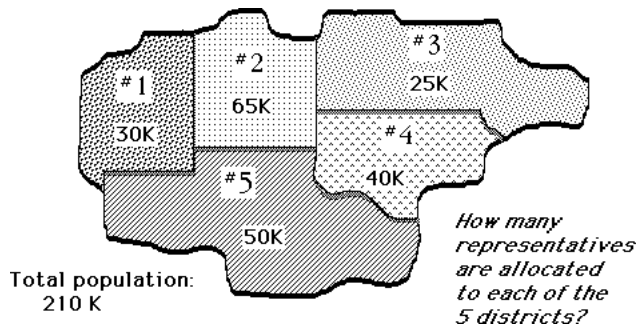 #1
30K
#2
65K
#3
25K
#4
40K
#5
50K
Total population:
210 K
How many
representatives
are allocated
to each of the
5 districts?